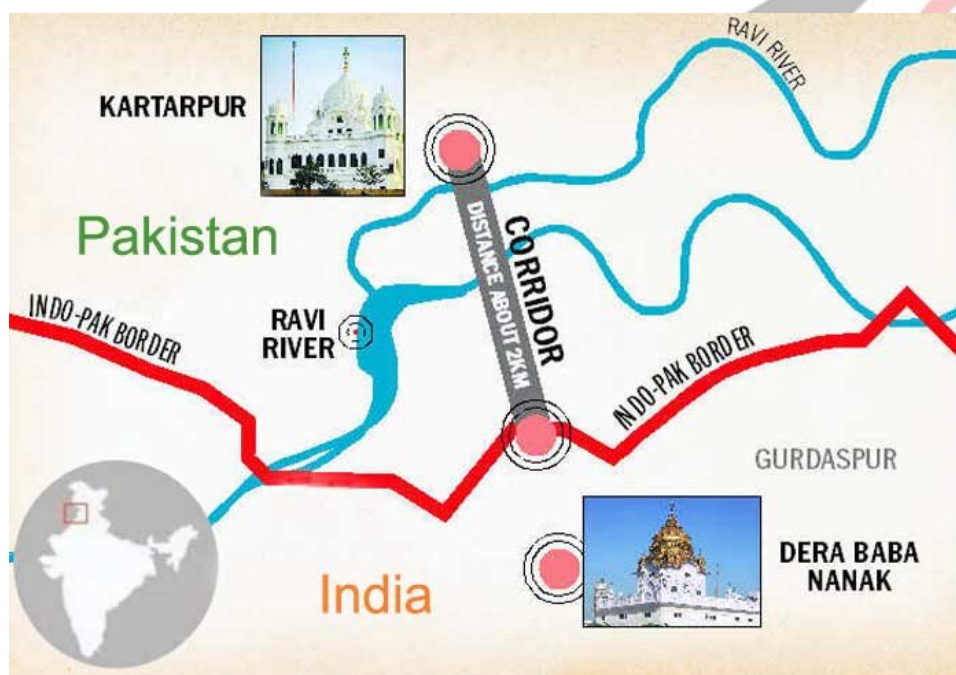 RAVI RIVER
KARTARPUR
Pakistan
CORRIDOR
DISTANCE ABOUT 2KM
INDO-PAK BORDER
RAVI
RIVER
INDO-PAK BORDER
GURDASPUR
DERA BABA
NANAK
India